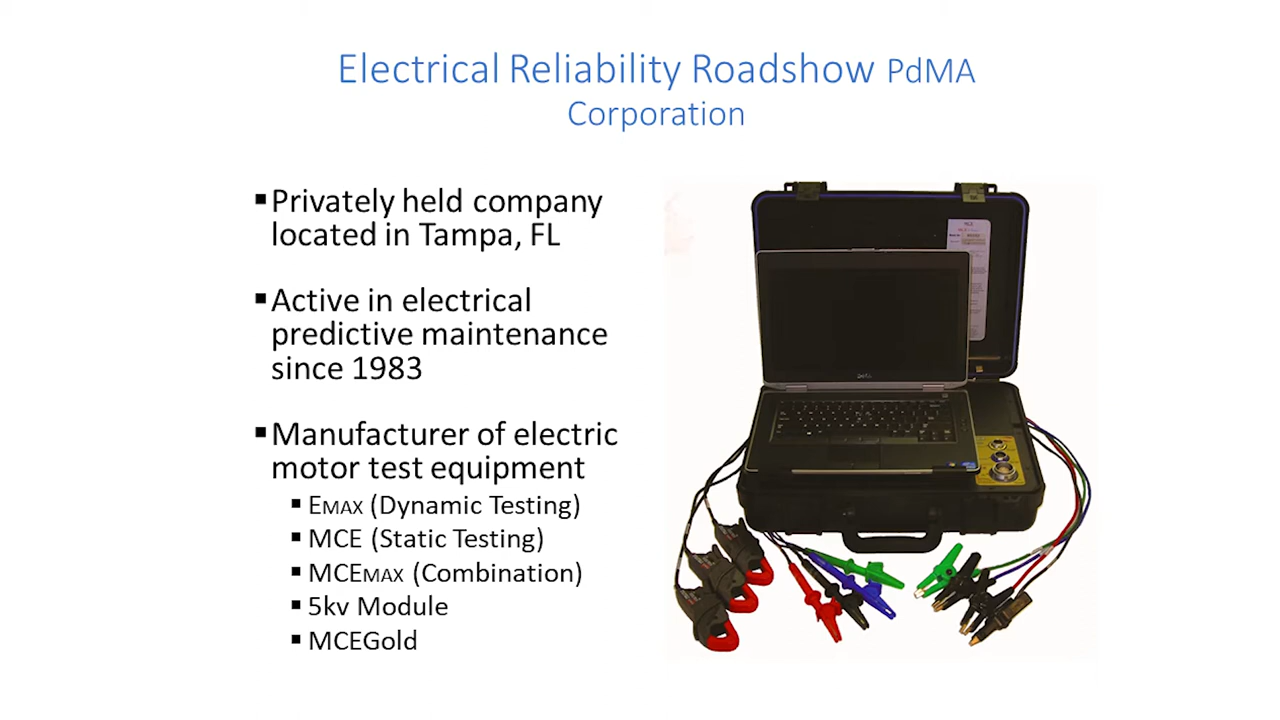 Electrical Reliability Roadshow PdMA
Corporation
▪Privately held company
located in Tampa, FL
▪Active in electrical
predictive maintenance
since 1983
▪Manufacturer of electric
motor test equipment
▪ EMAX (Dynamic Testing)
▪ MCE (Static Testing)
▪ MCEMAX (Combination)
▪ 5kv Module
▪ MCEGold
DELL